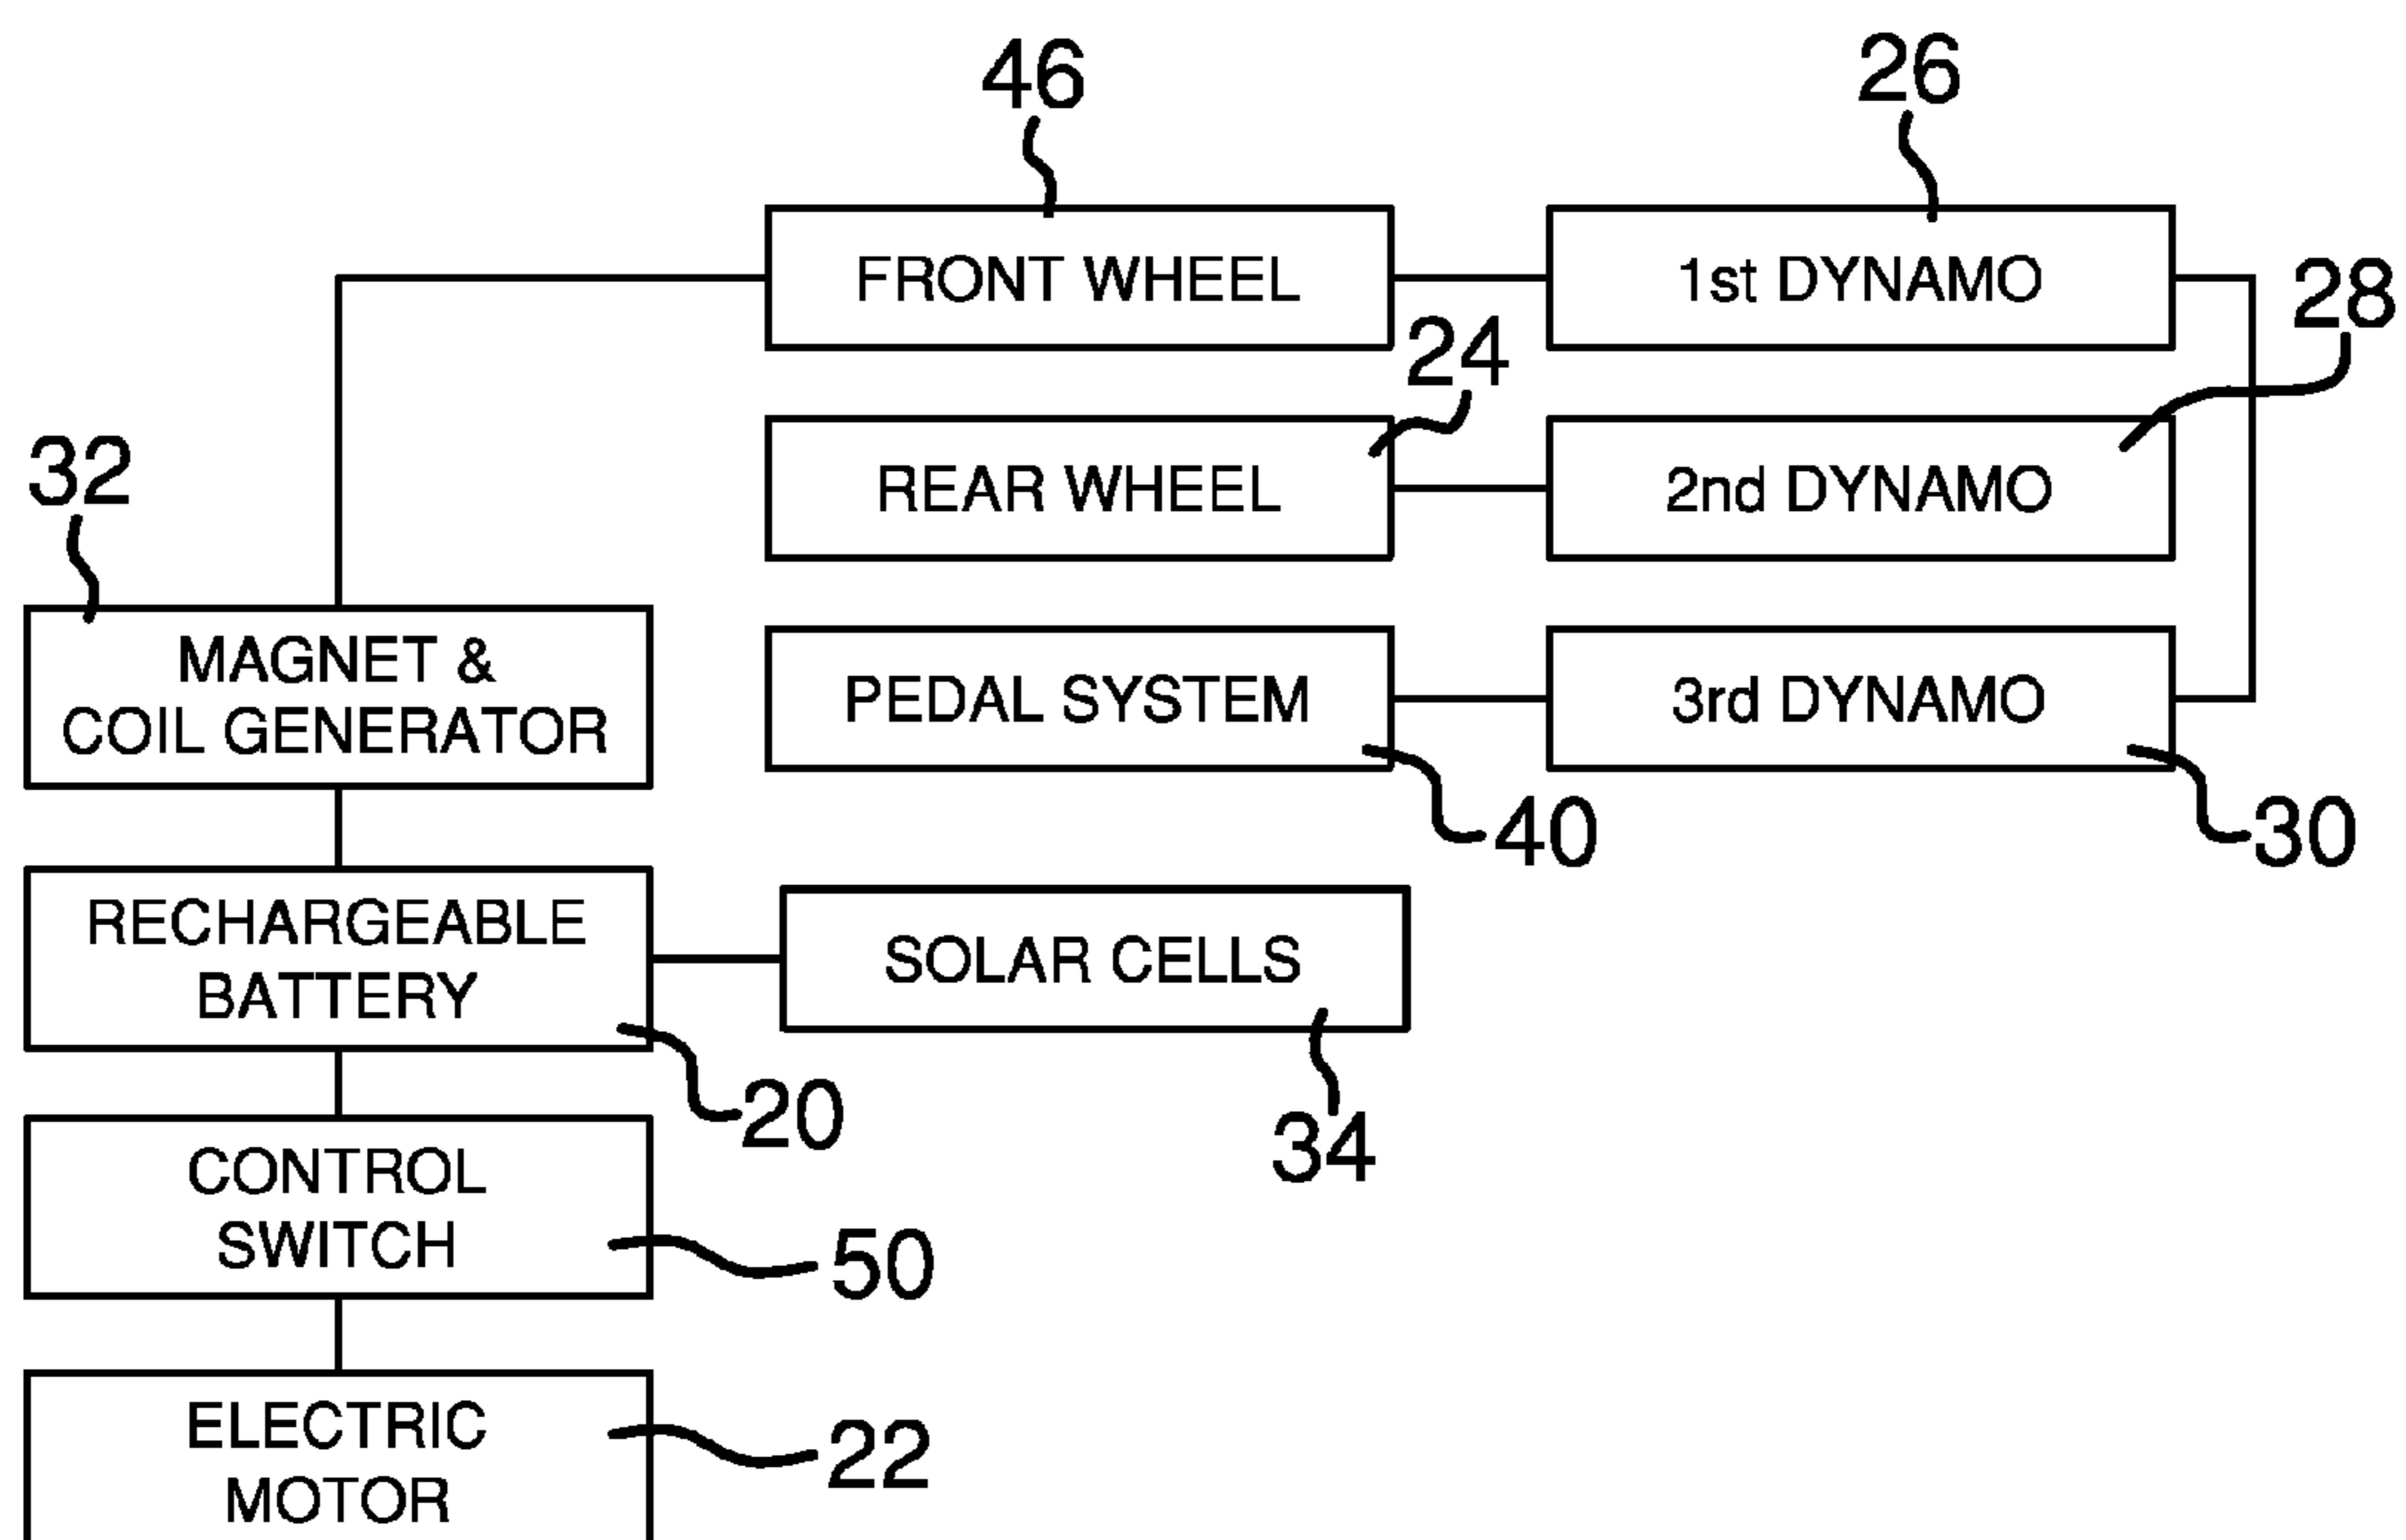 46
26
FRONT WHEEL
1st DYNAMO
28
24
REAR WHEEL
2nd DYNAMO
32
MAGNET &
COIL GENERATOR
PEDAL SYSTEM
3rd DYNAMO
40
30
RECHARGEABLE
BATTERY
SOLAR CELLS
20
34
CONTROL
SWITCH
50
ELECTRIC
MOTOR
22